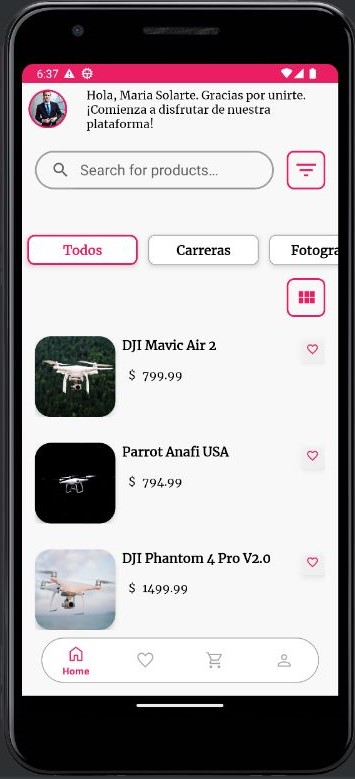 6:37
Hola, Maria Solarte. Gracias por unirte.
¡Comienza a disfrutar de nuestra
plataforma!
Search for products...
Todos Carreras Fotogra
DJI Mavic Air 2
$ 799.99
Parrot Anafi USA
$ 794.99
DJI Phantom 4 Pro V2.0
$ 1499.99
Home